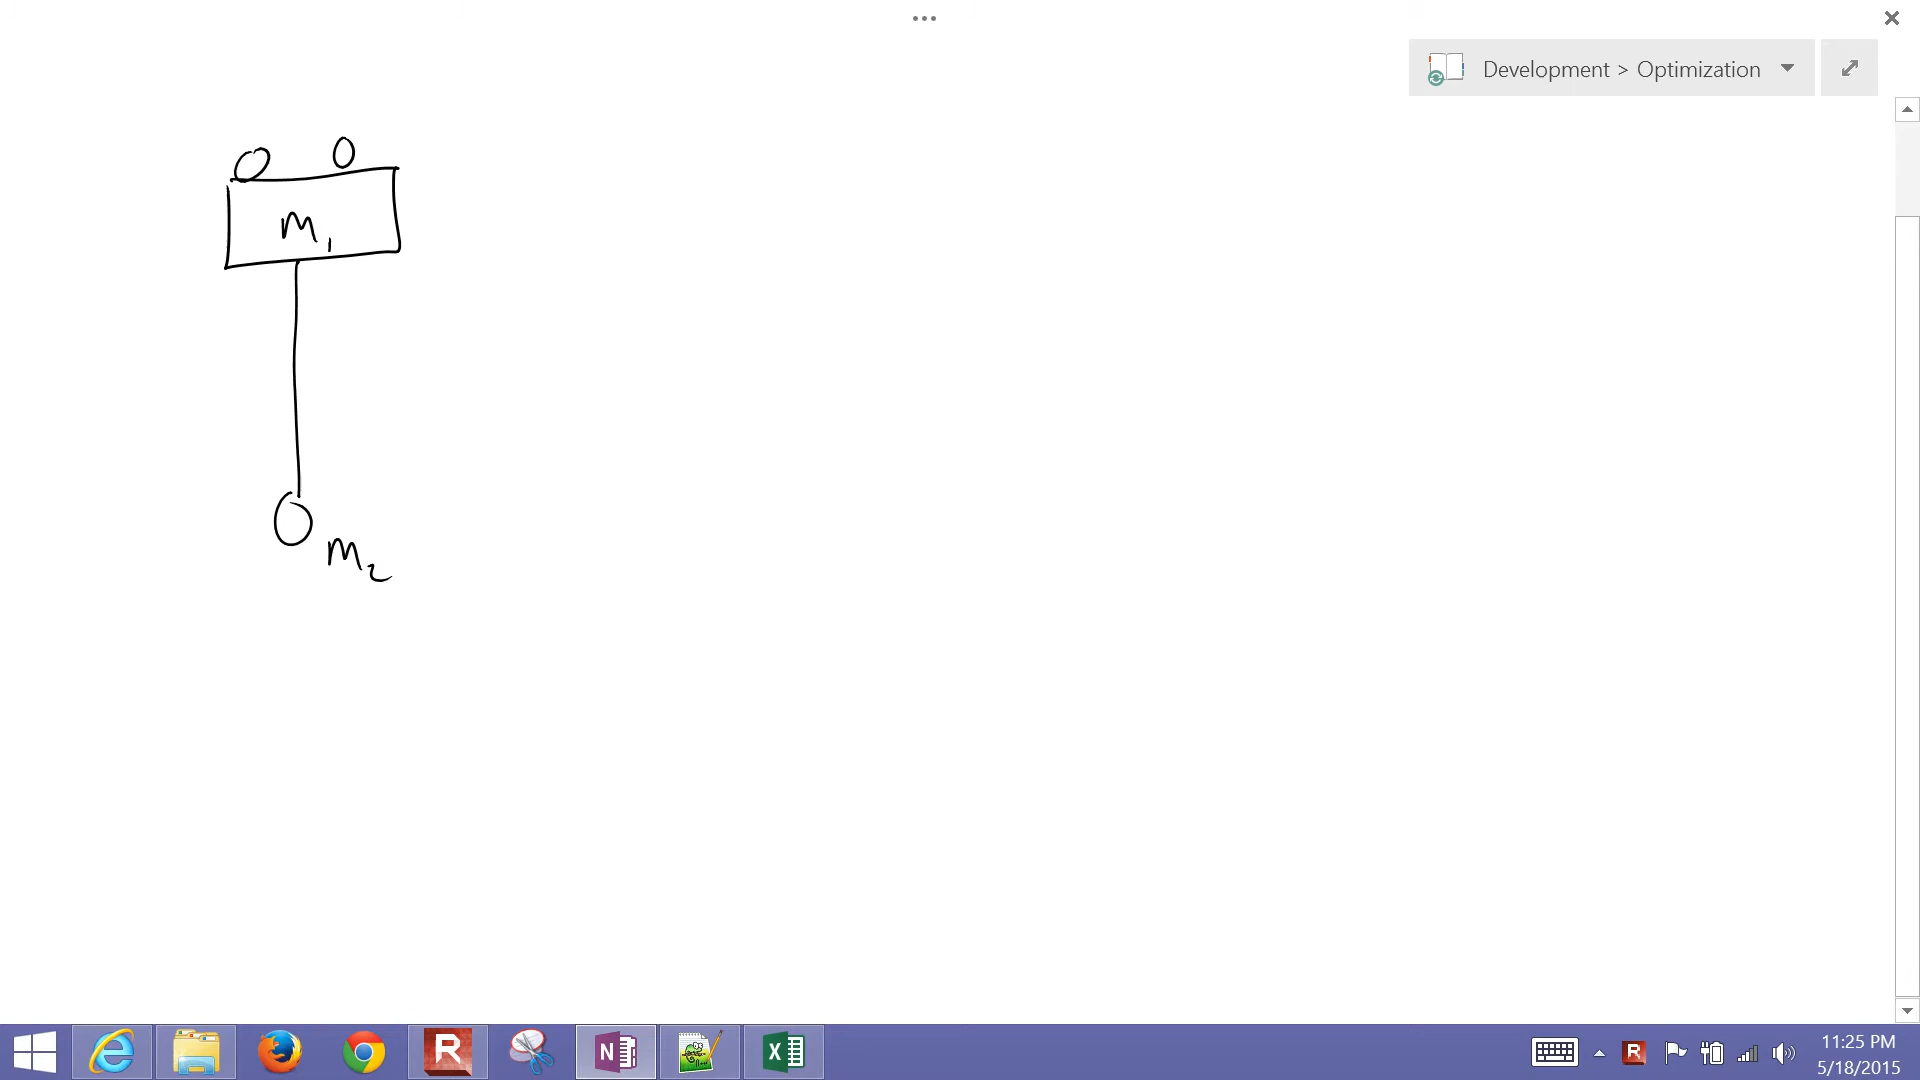 Development > Optimization
m₁
m₂
11:25 PM
5/18/2015